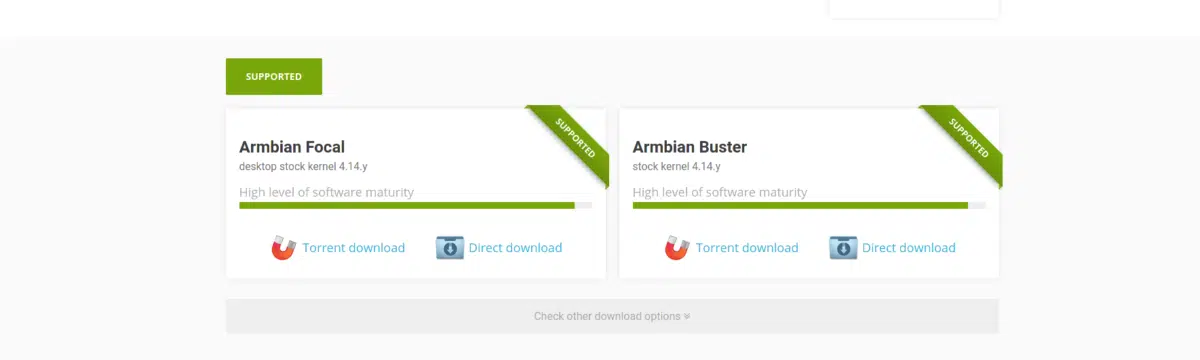 SUPPORTED
SUPPORTED
Armbian Focal
desktop stock kernel 4.14.y
High level of software maturity
Torrent download
Direct download
SUPPORTED
Armbian Buster
stock kernel 4.14.y
High level of software maturity
Torrent download
Direct download
Check other download options